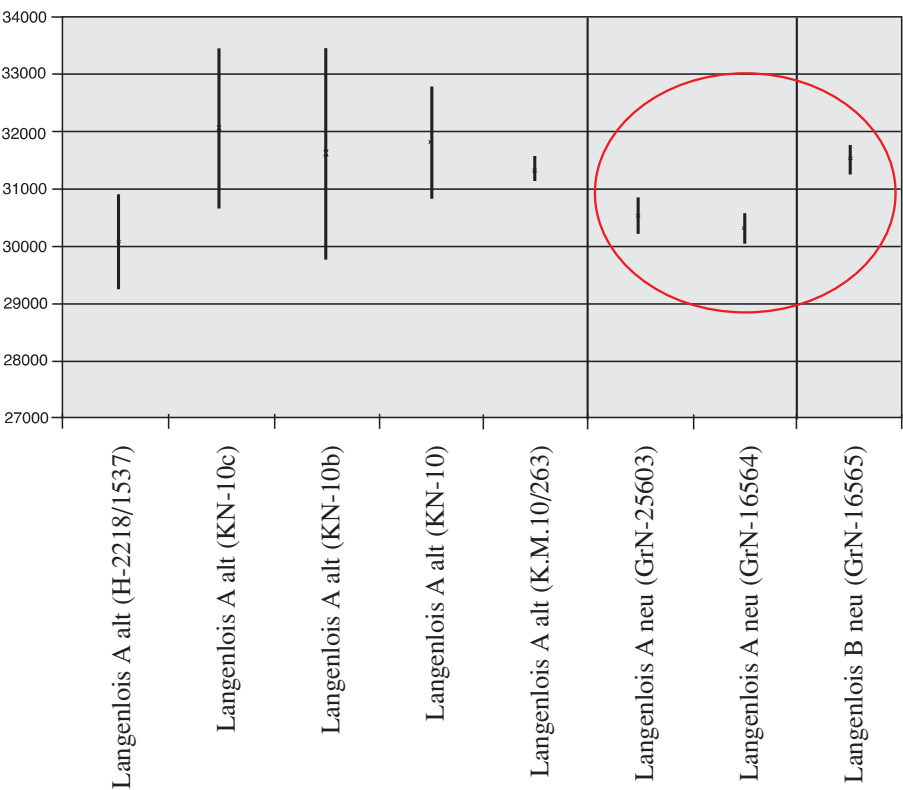 34000
33000
32000
31000
30000
29000
28000
27000
Langenlois A alt (H-2218/1537)
Langenlois A alt (KN-10c)
Langenlois A alt (KN-10b)
Langenlois A alt (KN-10)
Langenlois A alt (K.M.10/263)
Langenlois A neu (GrN-25603)
Langenlois A neu (GrN-16564)
Langenlois B neu (GrN-16565)